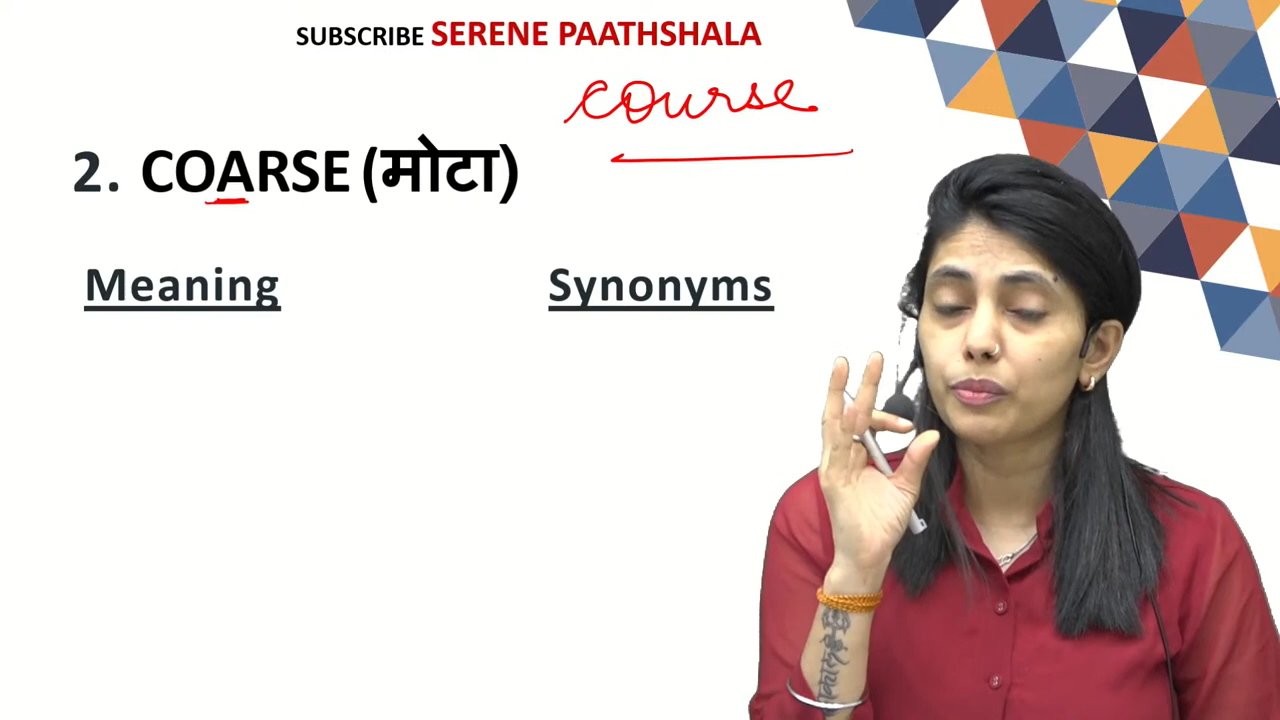 SUBSCRIBE SERENE PAATHSHALA
course
2. COARSE (मोटा)
Meaning Synonyms